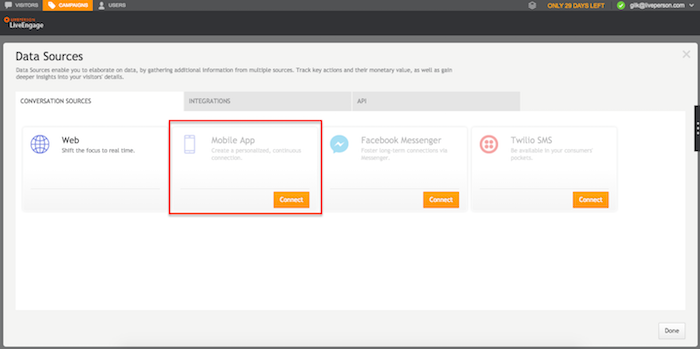 VISITORS CAMPAIGNS USERS ONLY 29 DAYS LEFT gilk@liveperson.com
LIVEPERSON
LiveEngage
Data Sources
Data Sources enable you to elaborate on data, by gathering additional information from multiple sources. Track key actions and their monetary value, as well as gain
deeper insights into your visitors' details.
CONVERSATION SOURCES INTEGRATIONS API
Web
Shift the focus to real time.
Mobile App
Create a personalized, continuous
connection.
Connect
Facebook Messenger
Foster long-term connections via
Messenger.
Connect
Twilio SMS
Be available in your consumers
pockets.
Connect
Done